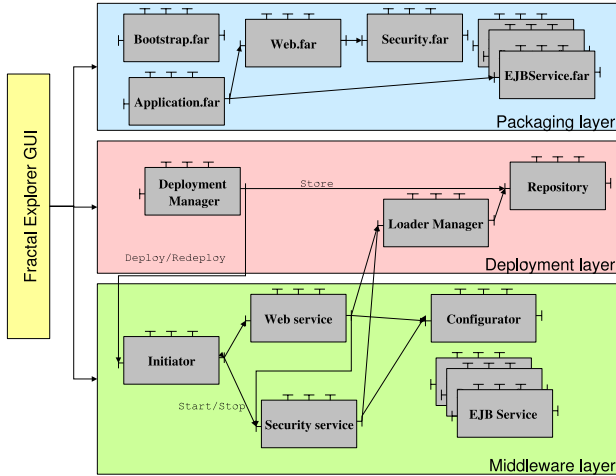 Fractal Explorer GUI
Bootstrap.far
Web.far
Security.far
Application.far
EJBService.far
Packaging layer
Deployment
Manager
Store
Repository
Loader Manager
Deploy/Redeploy
Deployment layer
Web service
Configurator
Initiator
Start/Stop
Security service
EJB Service
Middleware layer